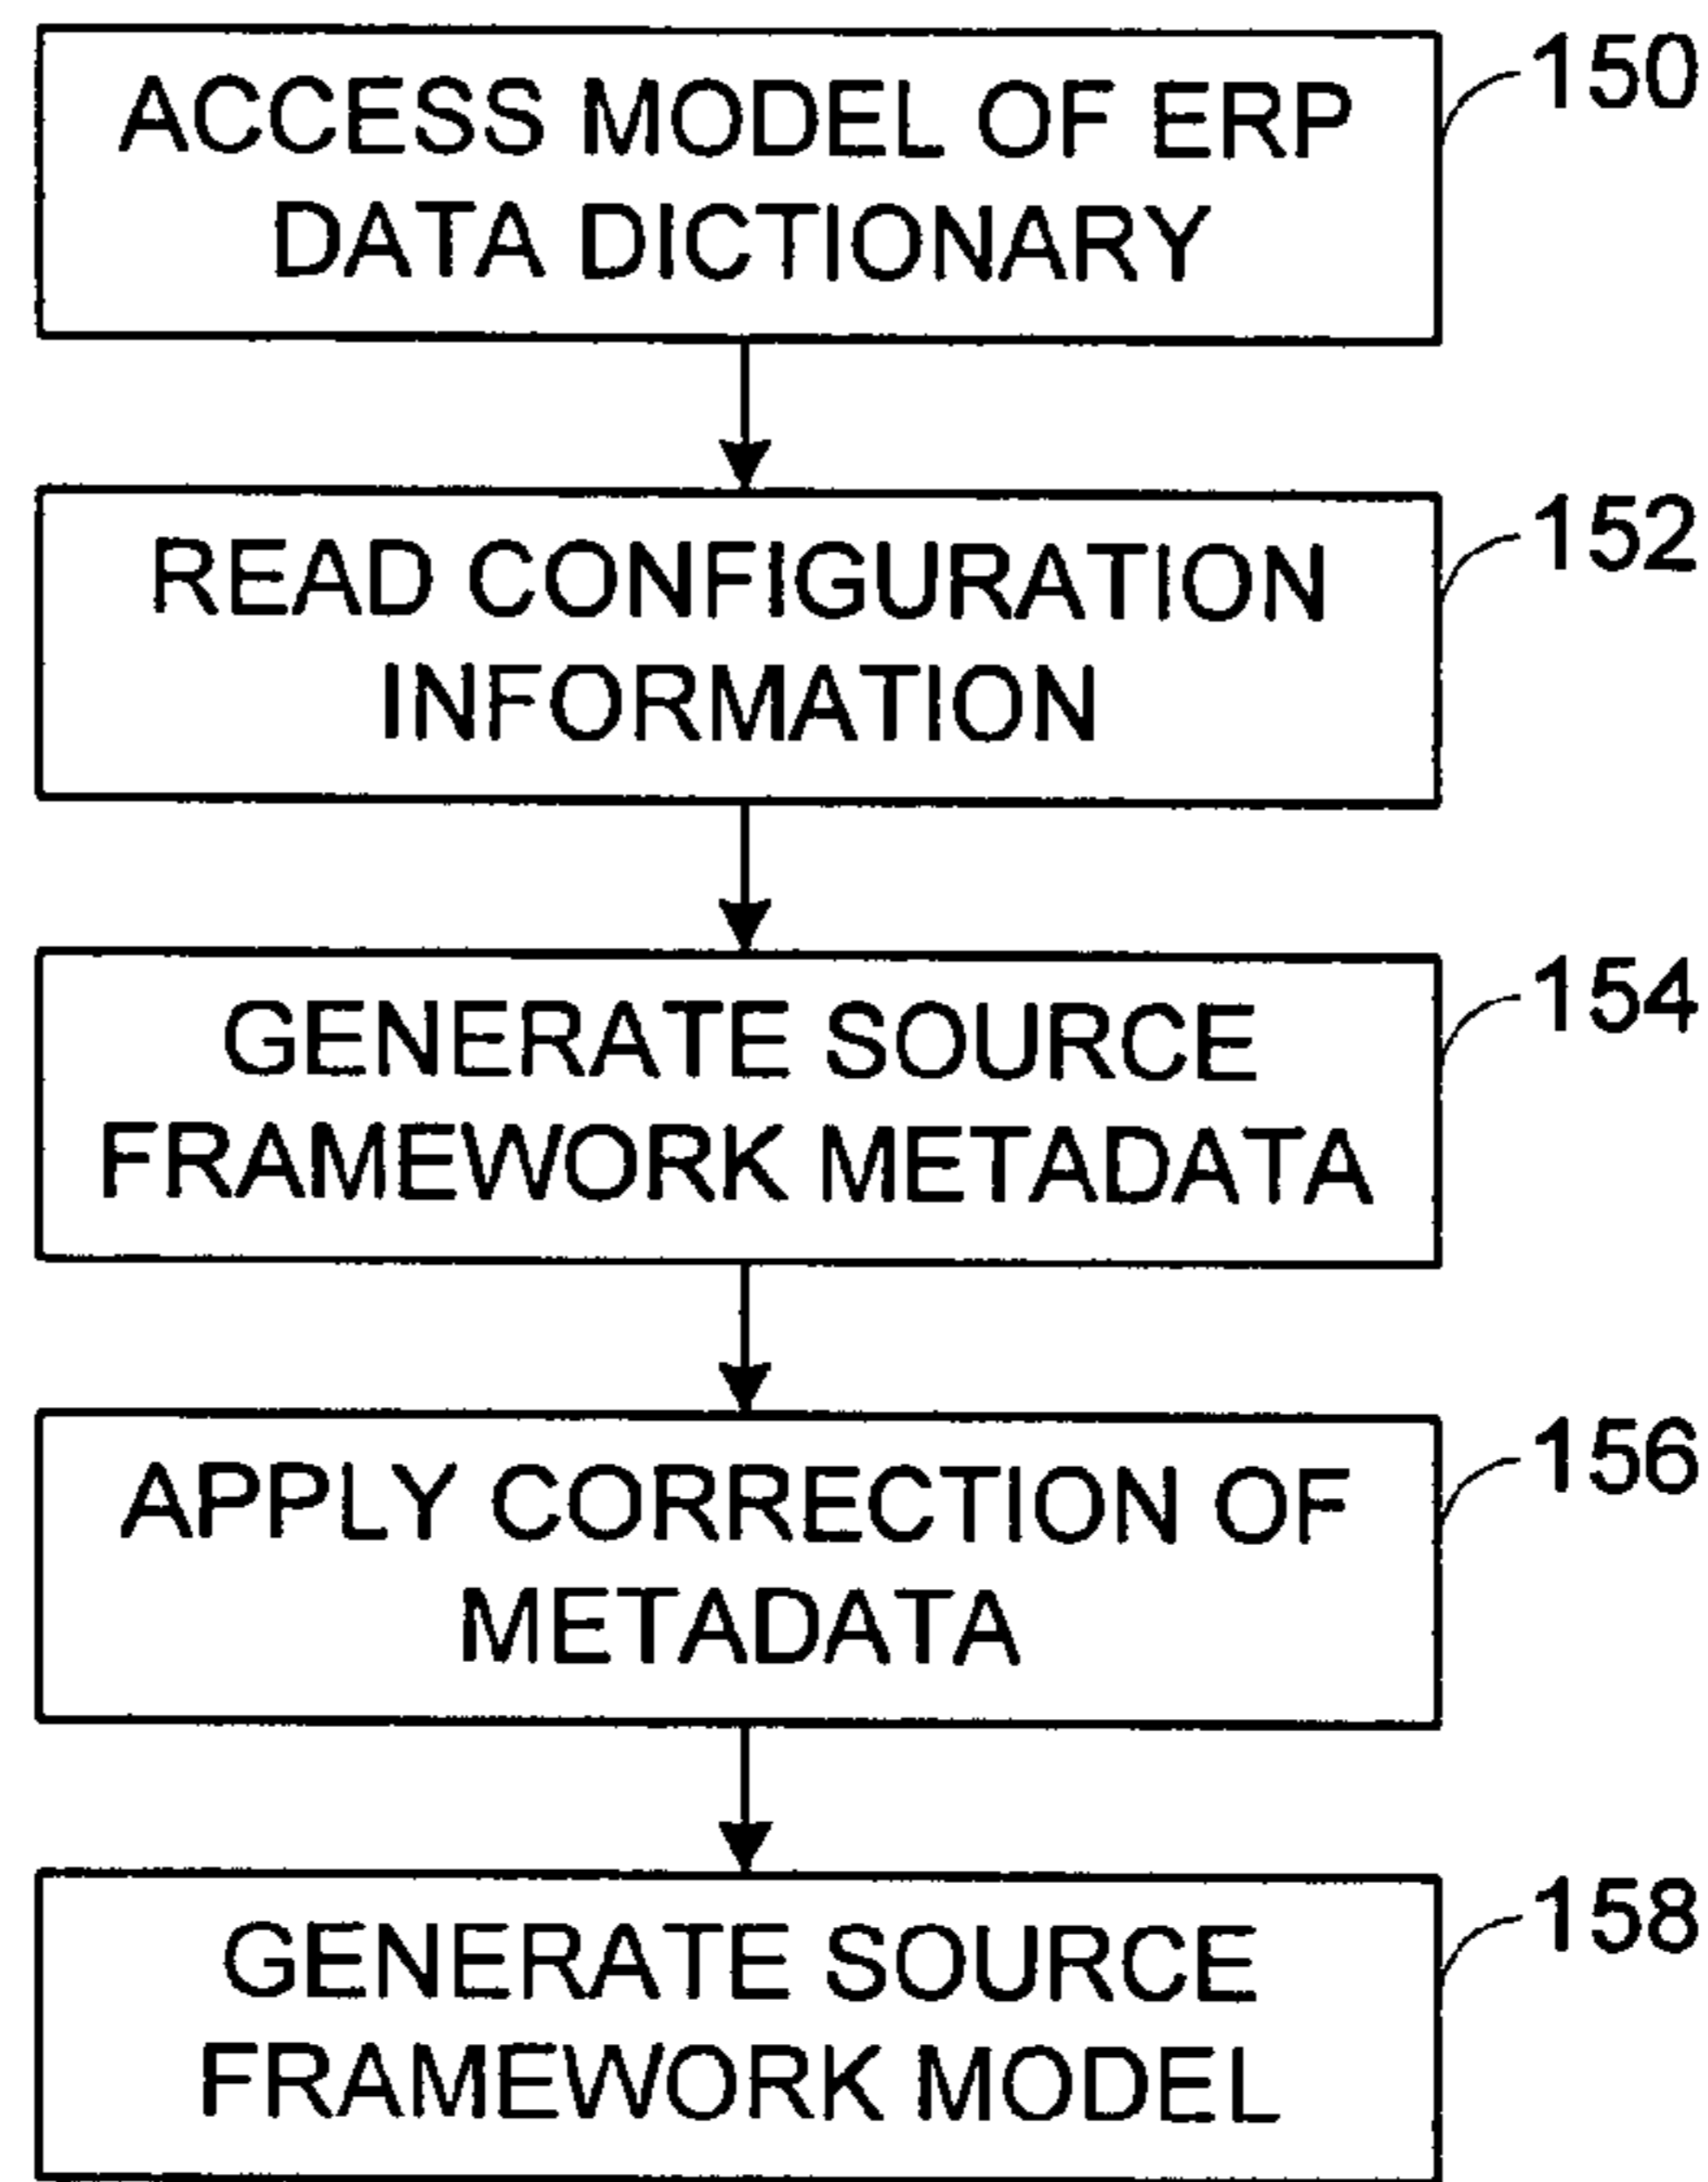 ACCESS MODEL OF ERP
DATA DICTIONARY
150
READ CONFIGURATION
INFORMATION
152
GENERATE SOURCE
FRAMEWORK METADATA
154
APPLY CORRECTION OF
METADATA
156
GENERATE SOURCE
FRAMEWORK MODEL
158